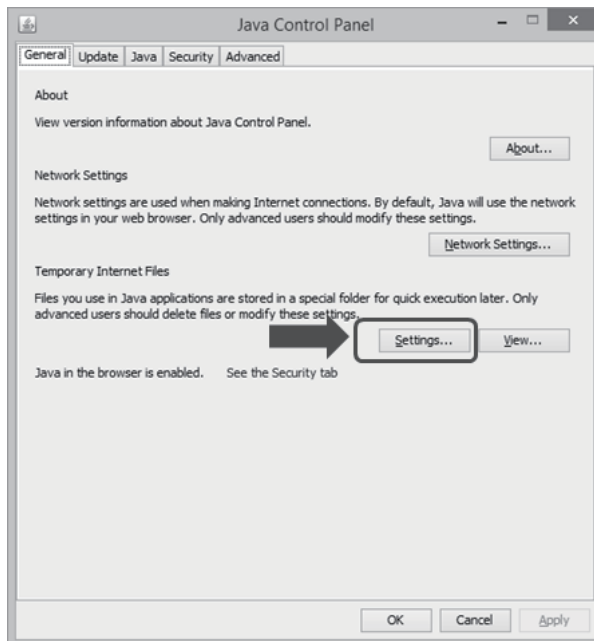 Java Control Panel
General Update Java Security Advanced
About
View version information about Java Control Panel.
About...
Network Settings
Network settings are used when making Internet connections. By default, Java will use the network
settings in your web browser. Only advanced users should modify these settings.
Network Settings...
Temporary Internet Files
Files you use in Java applications are stored in a special folder for quick execution later. Only
advanced users should delete files or modify these settings.
Settings... View...
Java in the browser is enabled. See the Security tab
OK Cancel Apply